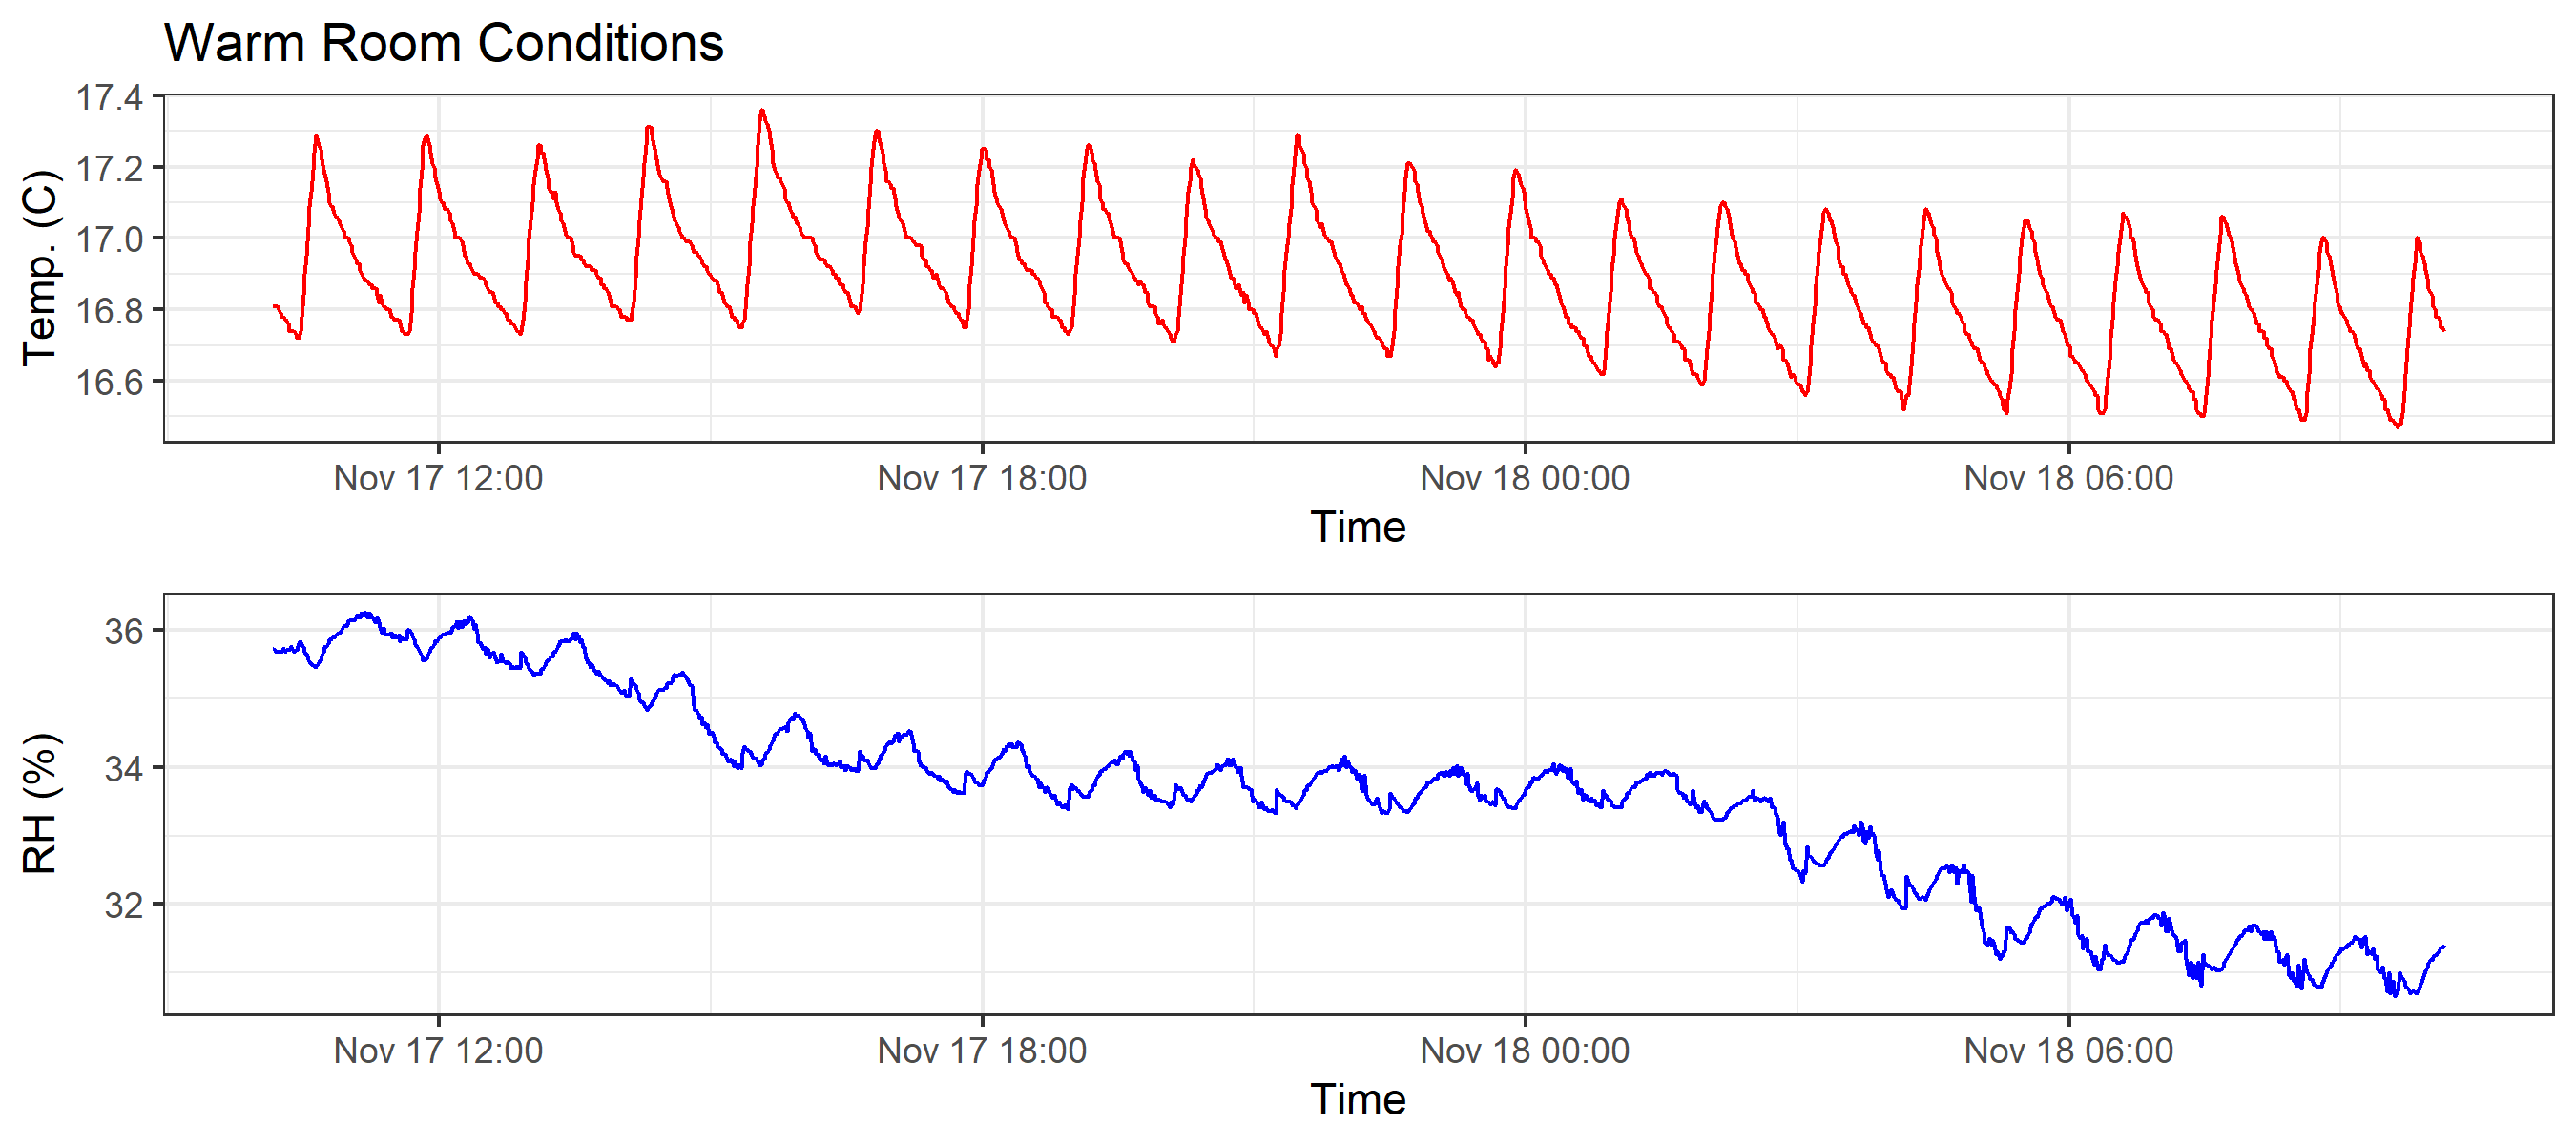 Warm Room Conditions
17.4
17.2
17.0
16.8
16.6
Temp. (C)
Nov 17 12:00 Nov 17 18:00 Nov 18 00:00 Nov 18 06:00
Time
36
34
32
RH (%)
Nov 17 12:00 Nov 17 18:00 Nov 18 00:00 Nov 18 06:00
Time